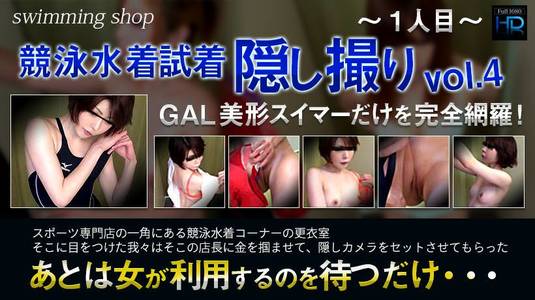 swimming shop
～1人目～
Full 1080
HR
競泳水着試着 隠し撮り vol.4
GAL美形スイマーだけを完全網羅！
スポーツ専門店の一角にある競泳水着コーナーの更衣室
そこに目をつけた我々はそこの店長に金を掴ませて、隠しカメラをセットさせてもらった
あとは女が利用するのを待つだけ・・・